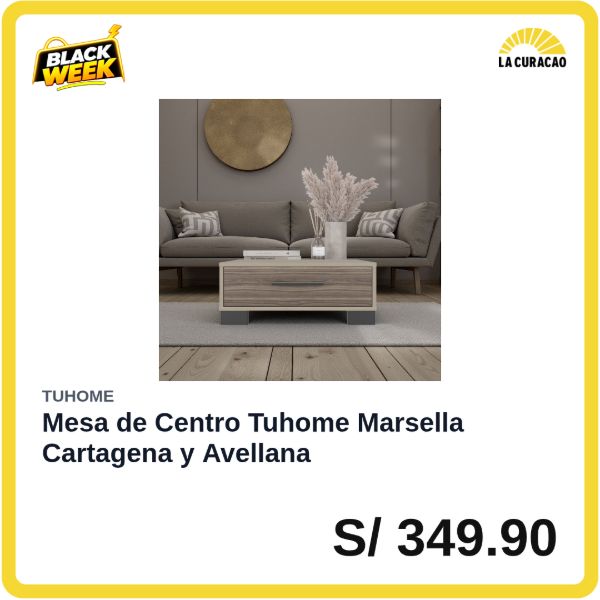 BLACK
WEEK
LA CURACAO
TUHOME
Mesa de Centro Tuhome Marsella
Cartagena y Avellana
S/ 349.90